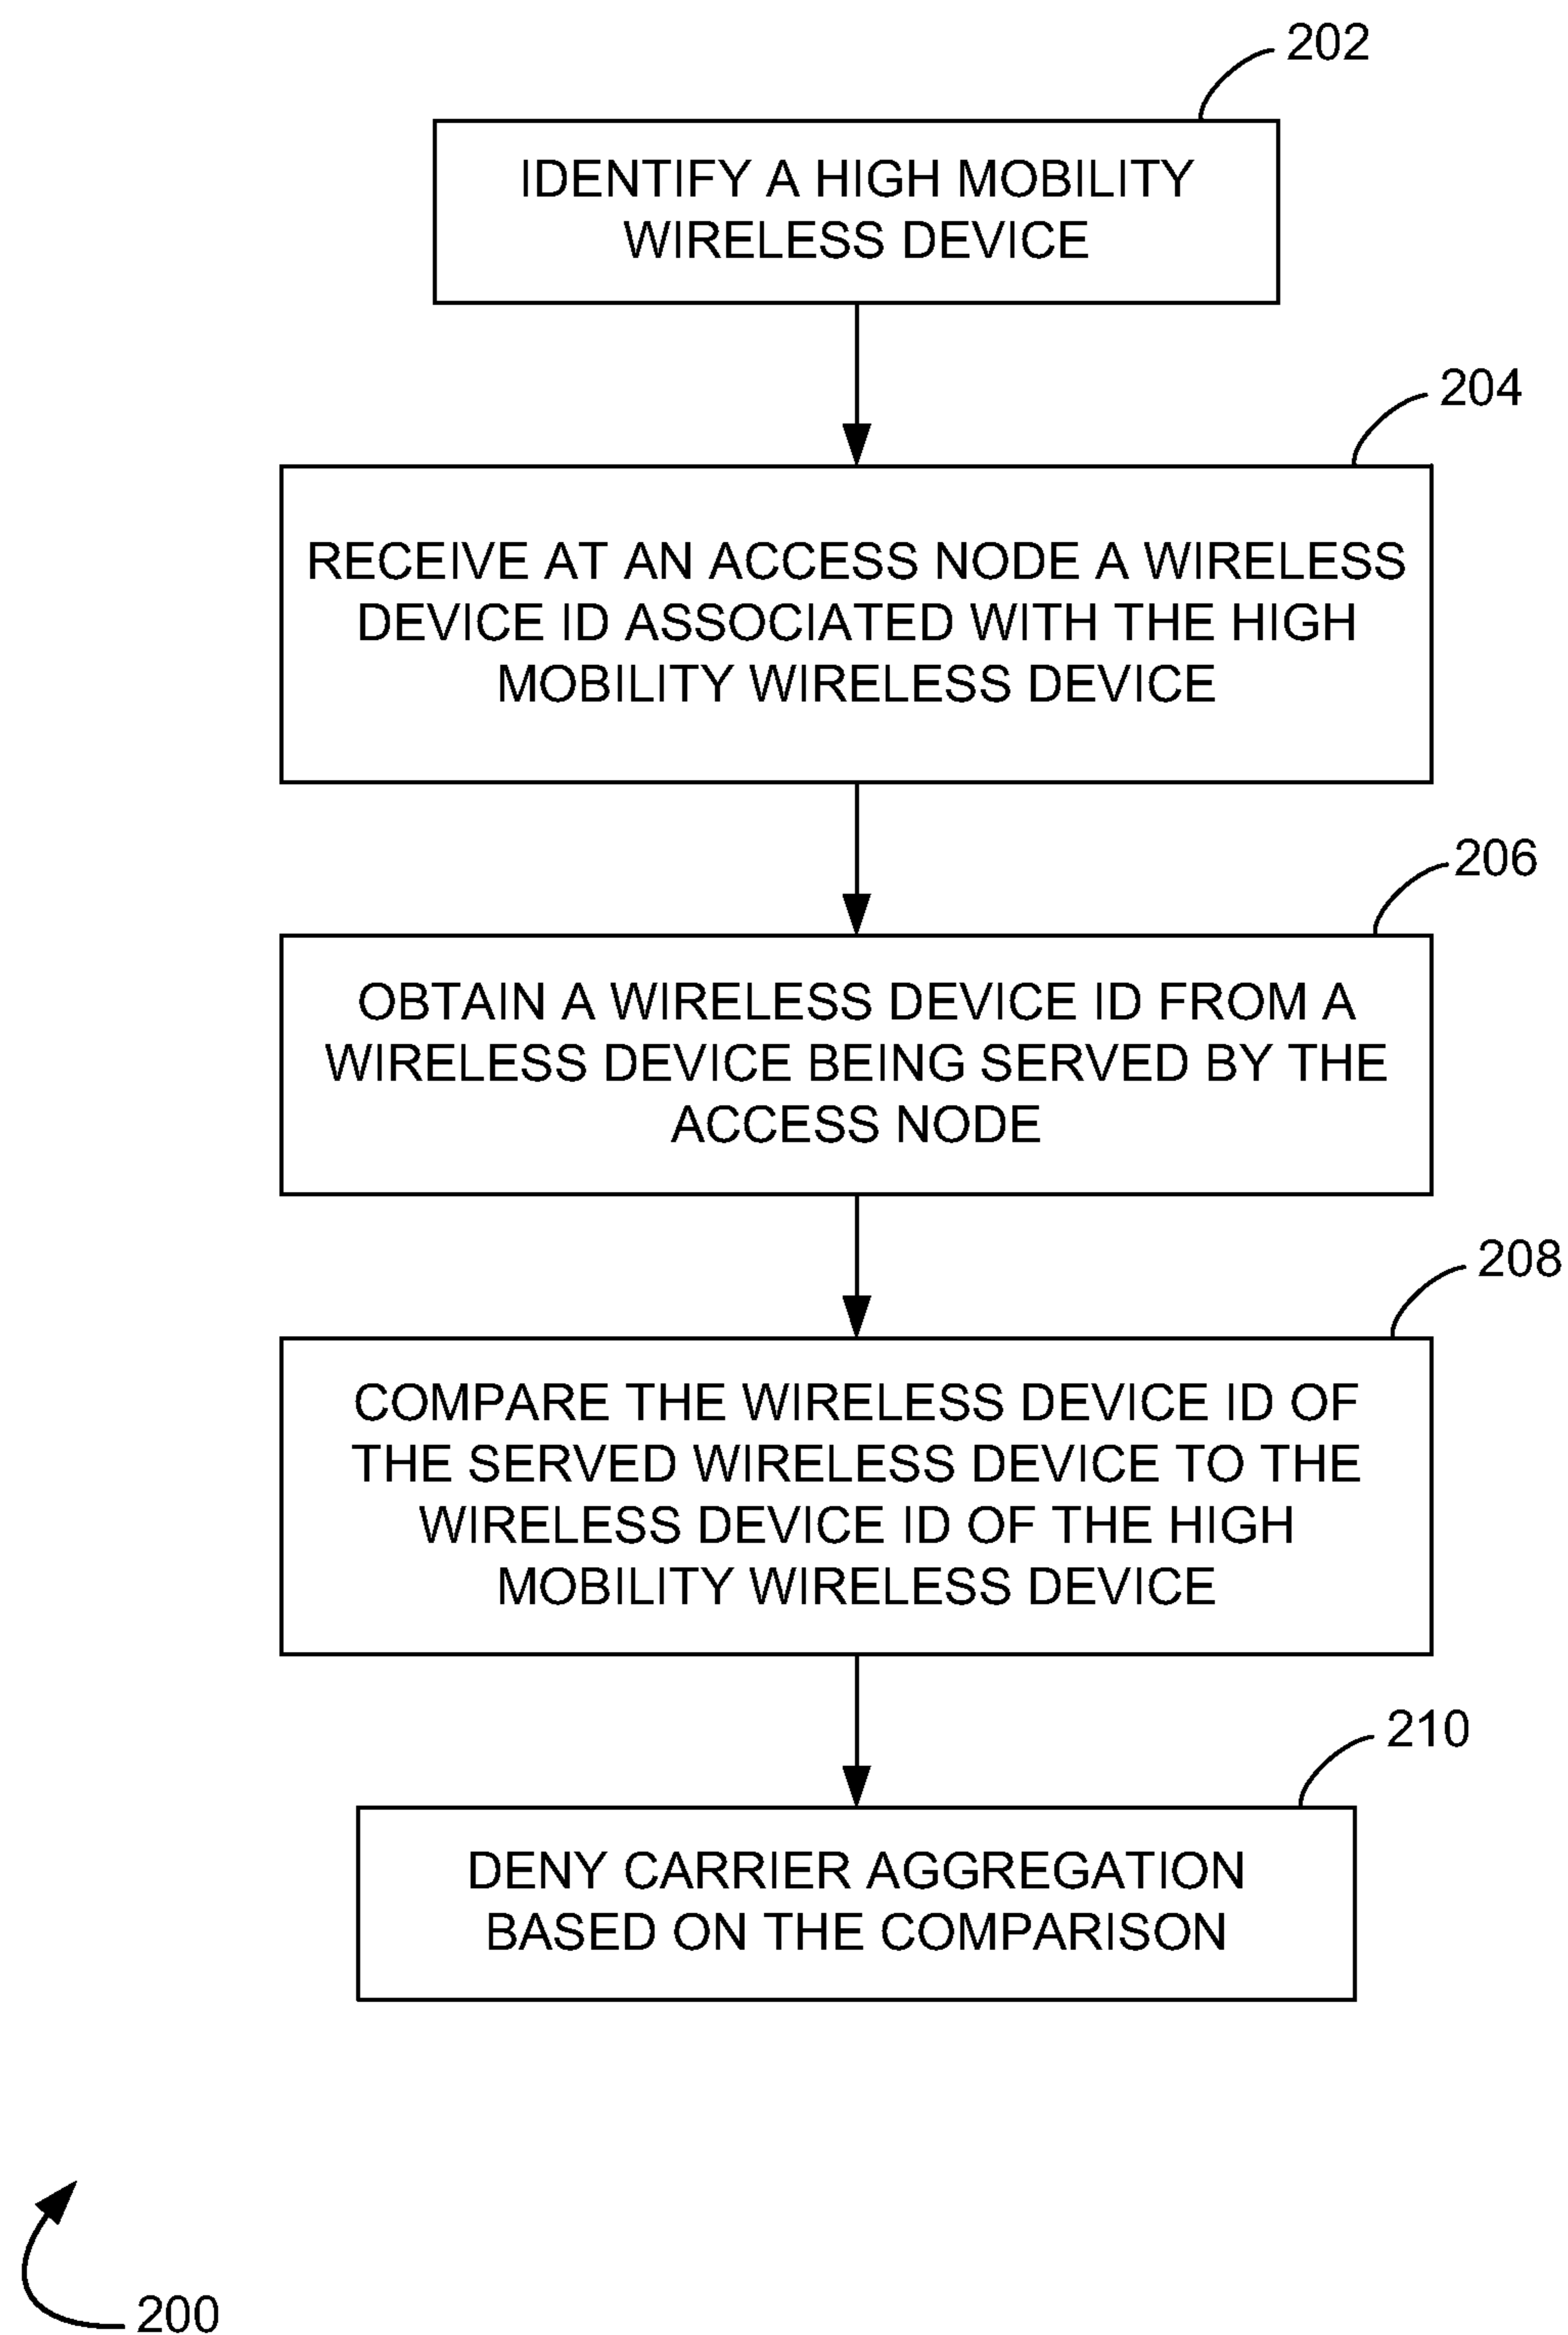 202
IDENTIFY A HIGH MOBILITY
WIRELESS DEVICE
204
RECEIVE AT AN ACCESS NODE A WIRELESS
DEVICE ID ASSOCIATED WITH THE HIGH
MOBILITY WIRELESS DEVICE
206
OBTAIN A WIRELESS DEVICE ID FROM A
WIRELESS DEVICE BEING SERVED BY THE
ACCESS NODE
208
COMPARE THE WIRELESS DEVICE ID OF
THE SERVED WIRELESS DEVICE TO THE
WIRELESS DEVICE ID OF THE HIGH
MOBILITY WIRELESS DEVICE
210
DENY CARRIER AGGREGATION
BASED ON THE COMPARISON
200